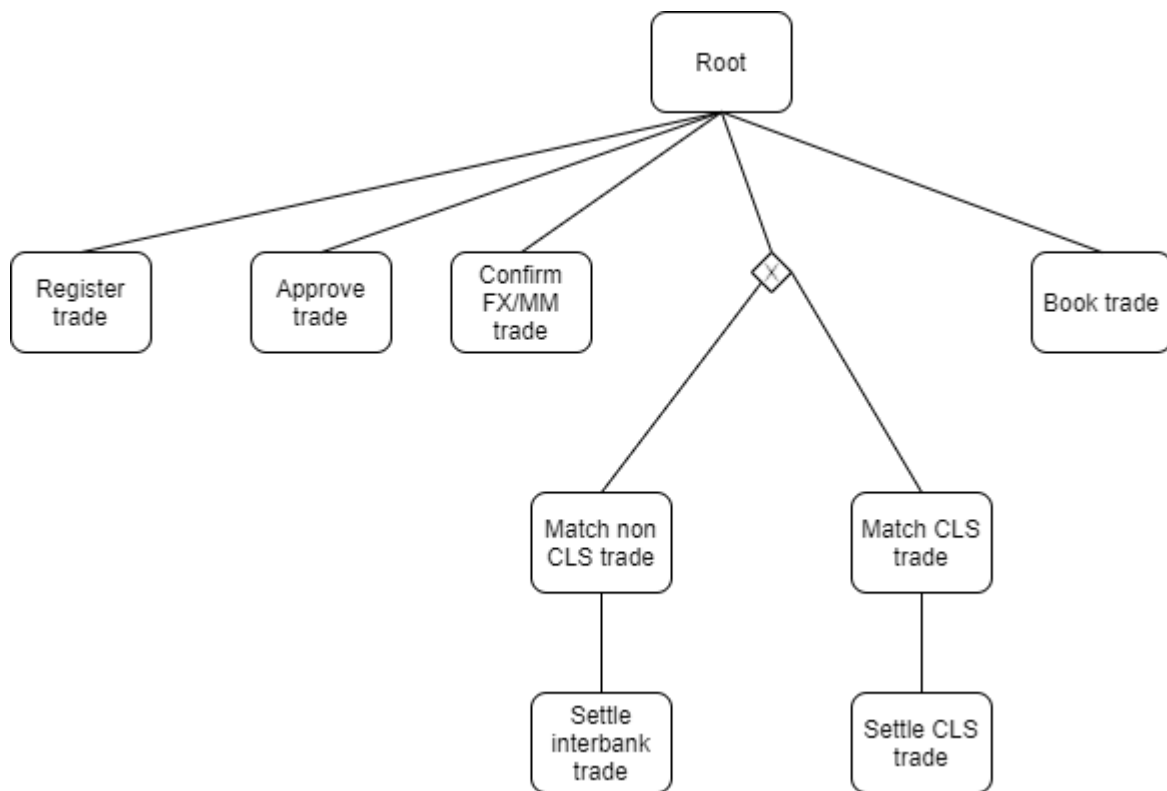 Root
Register
trade
Approve
trade
Confirm
FX/MM
trade
X
Book trade
Match non
CLS trade
Match CLS
trade
Settle
interbank
trade
Settle CLS
trade